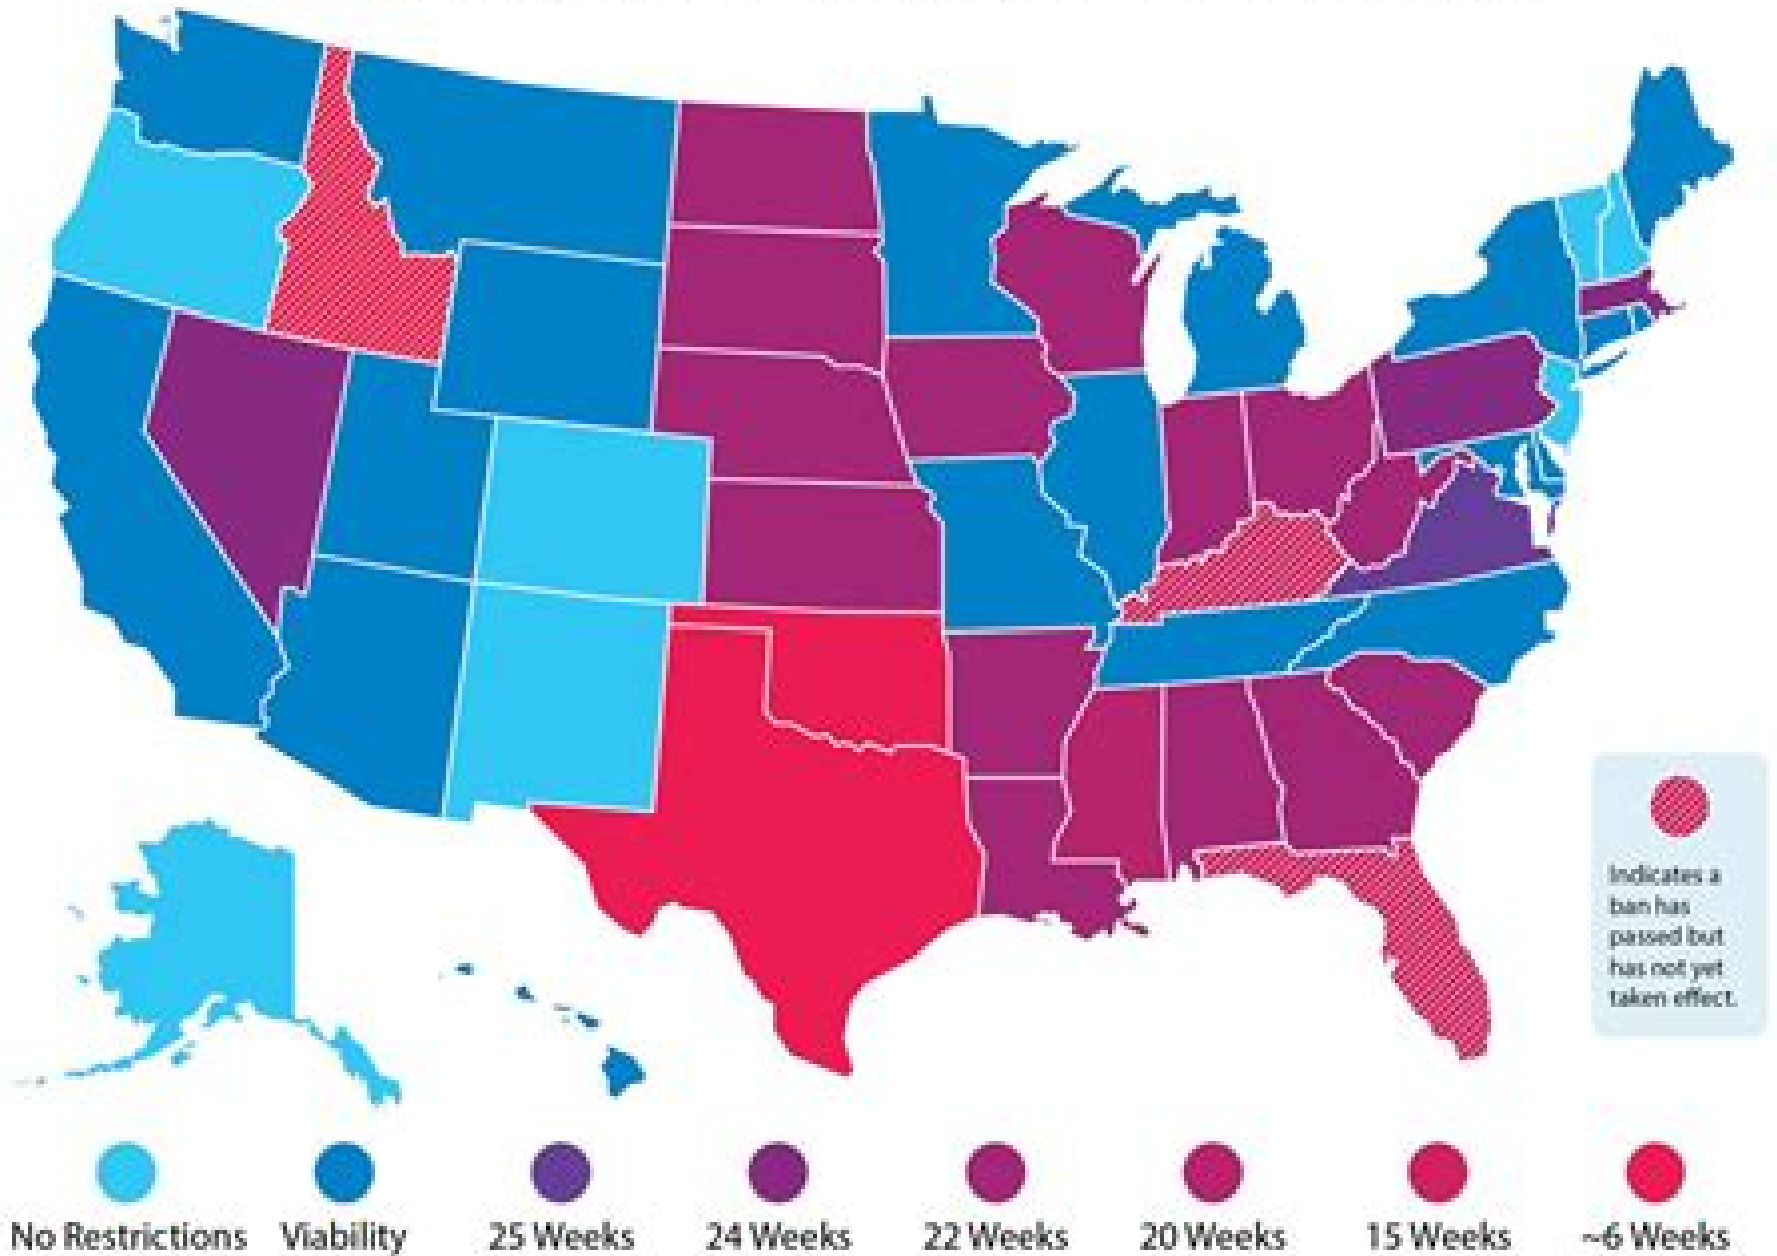 Indicates a
ban has
passed but
has not yet
taken effect.
No Restrictions
Viability
25 Weeks
24 Weeks
22 Weeks
20 Weeks
15 Weeks
~6 Weeks